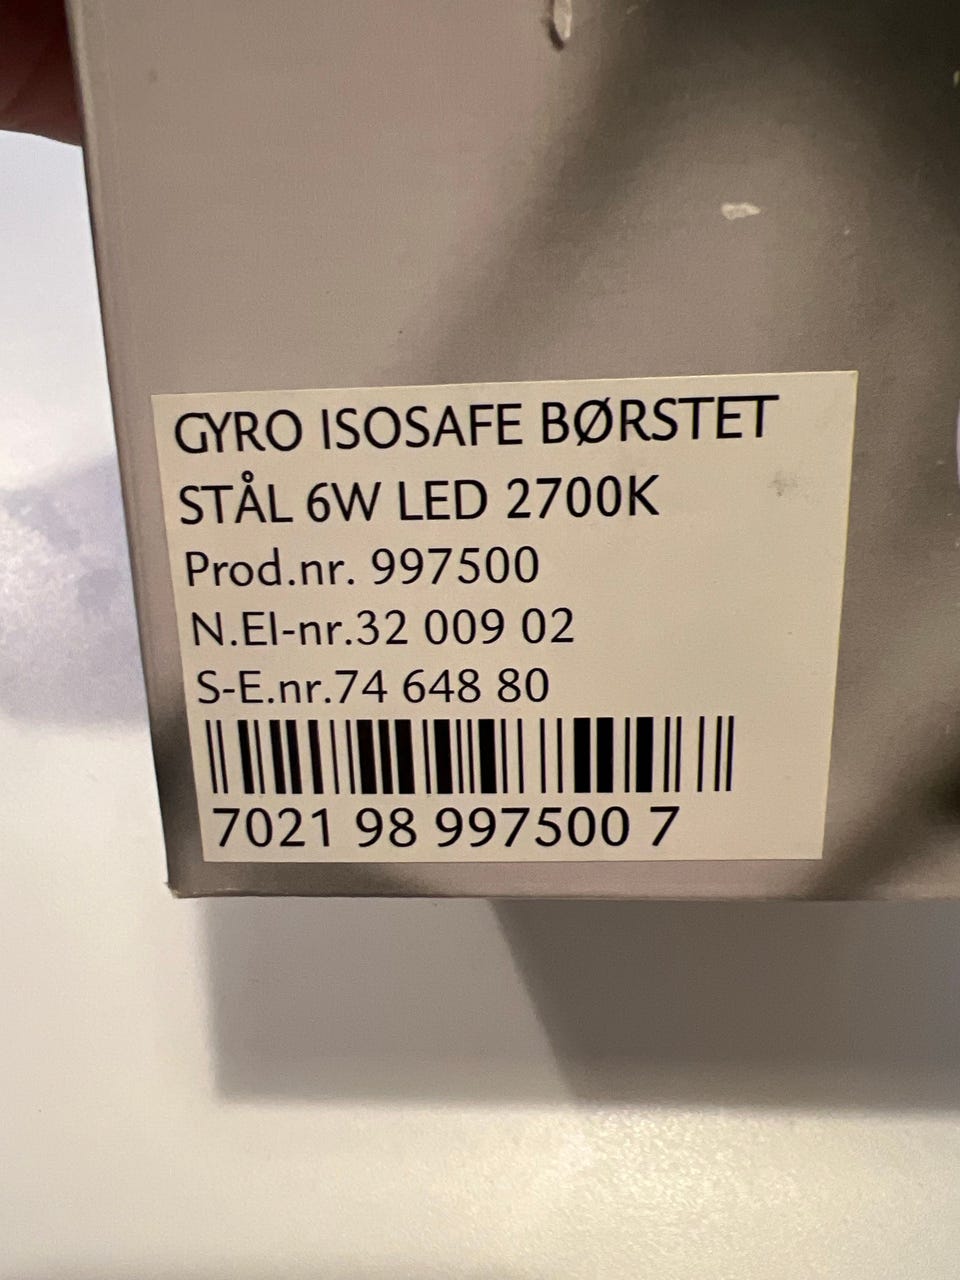 GYRO ISOSAFE BØRSTET
STÅL 6W LED 2700K
Prod.nr. 997500
N.El-nr.32 009 02
S-E.nr.74 648 80
7021 98 997500 7